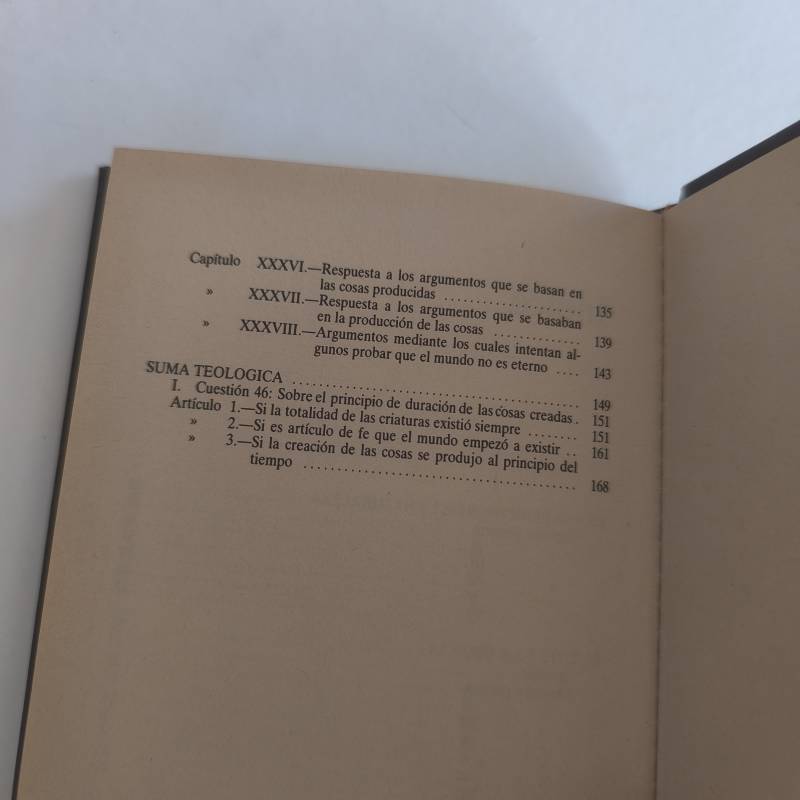 Capítulo XXXVI.—Respuesta a los argumentos que se basan en
las cosas producidas ...................... 135
» XXXVII.—Respuesta a los argumentos que se basaban
en la producción de las cosas .............. 139
» XXXVIII.—Argumentos mediante los cuales intentan al-
gunos probar que el mundo no es eterno .... 143
SUMA TEOLOGICA ........................................ 149
I. Cuestión 46: Sobre el principio de duración de las cosas creadas . 151
Artículo 1.—Si la totalidad de las criaturas existió siempre ........ 151
» 2.—Si es artículo de fe que el mundo empezó a existir .. 161
» 3.—Si la creación de las cosas se produjo al principio del
tiempo ........................................ 168